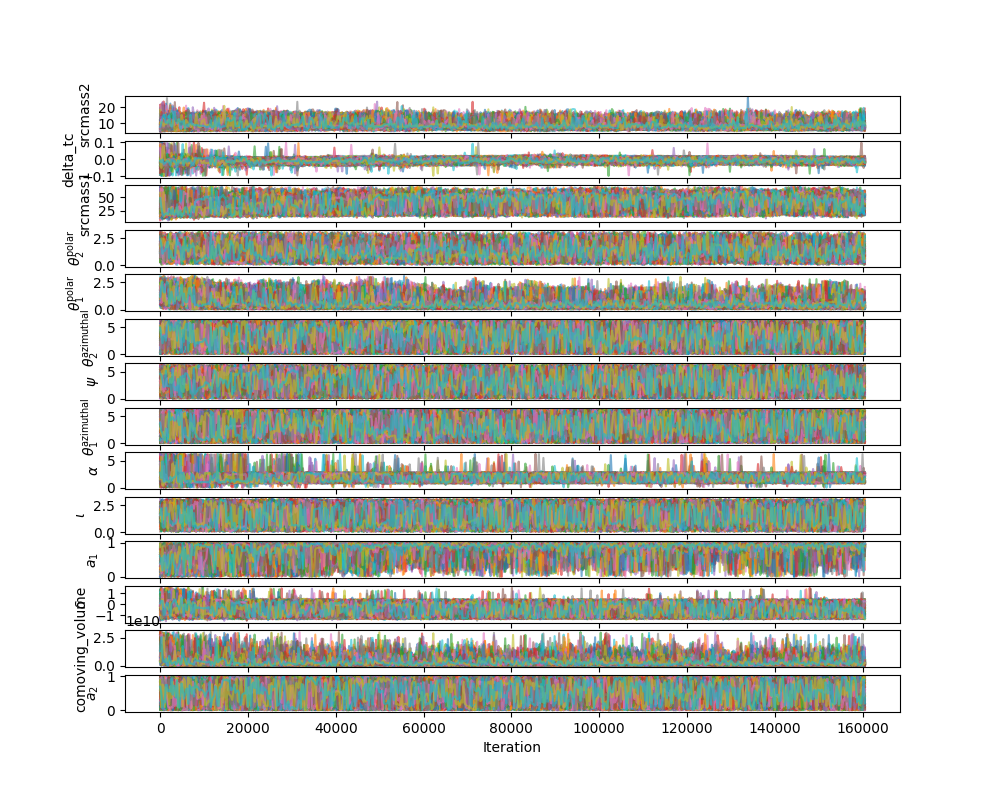 srcmass2
20
10
delta_tc
0.1
0.0
−0.1
srcmass1
50
25
θ₂^polar
2.5
0.0
θ₁^polar
2.5
0.0
θ₂^azimuthal
5
0
ψ
5
0
θ₁^azimuthal
5
0
α
5
0
ι
2.5
0.0
a₁
1
0
1
0
−1
comoving_volume
1e10
2.5
0.0
a₂
1
0
0
20000
40000
60000
80000
100000
120000
140000
160000
Iteration